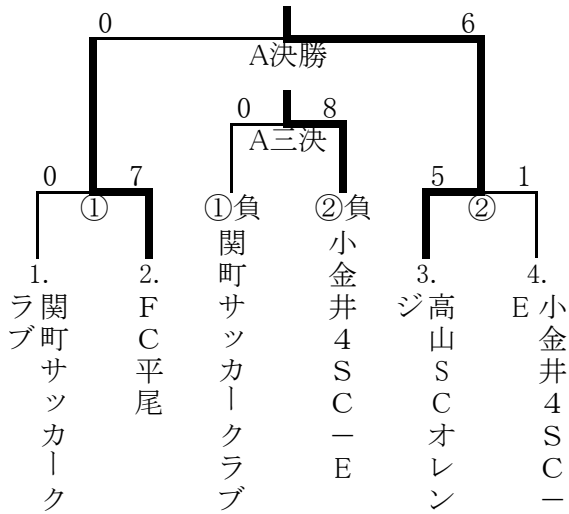 0
6
A決勝
0
8
A三決
0
7
5
1
①
①負
②負
②
関町サッカークラブ
小金井4SC－E
1.
関町サッカーク
ラブ
2.
FC平尾
3.
高山SCオレン
ジ
4.
小金井4SC－
E